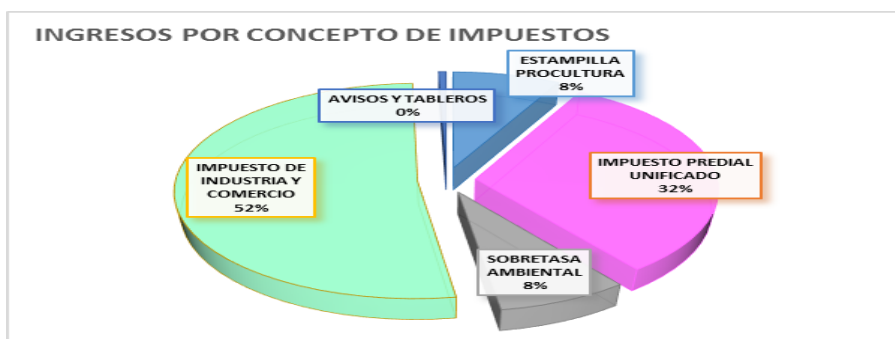 INGRESOS POR CONCEPTO DE IMPUESTOS
ESTAMPILLA
PROCULTURA
8%
AVISOS Y TABLEROS
0%
IMPUESTO DE
INDUSTRIA Y
COMERCIO
52%
IMPUESTO PREDIAL
UNIFICADO
32%
SOBRETASA
AMBIENTAL
8%